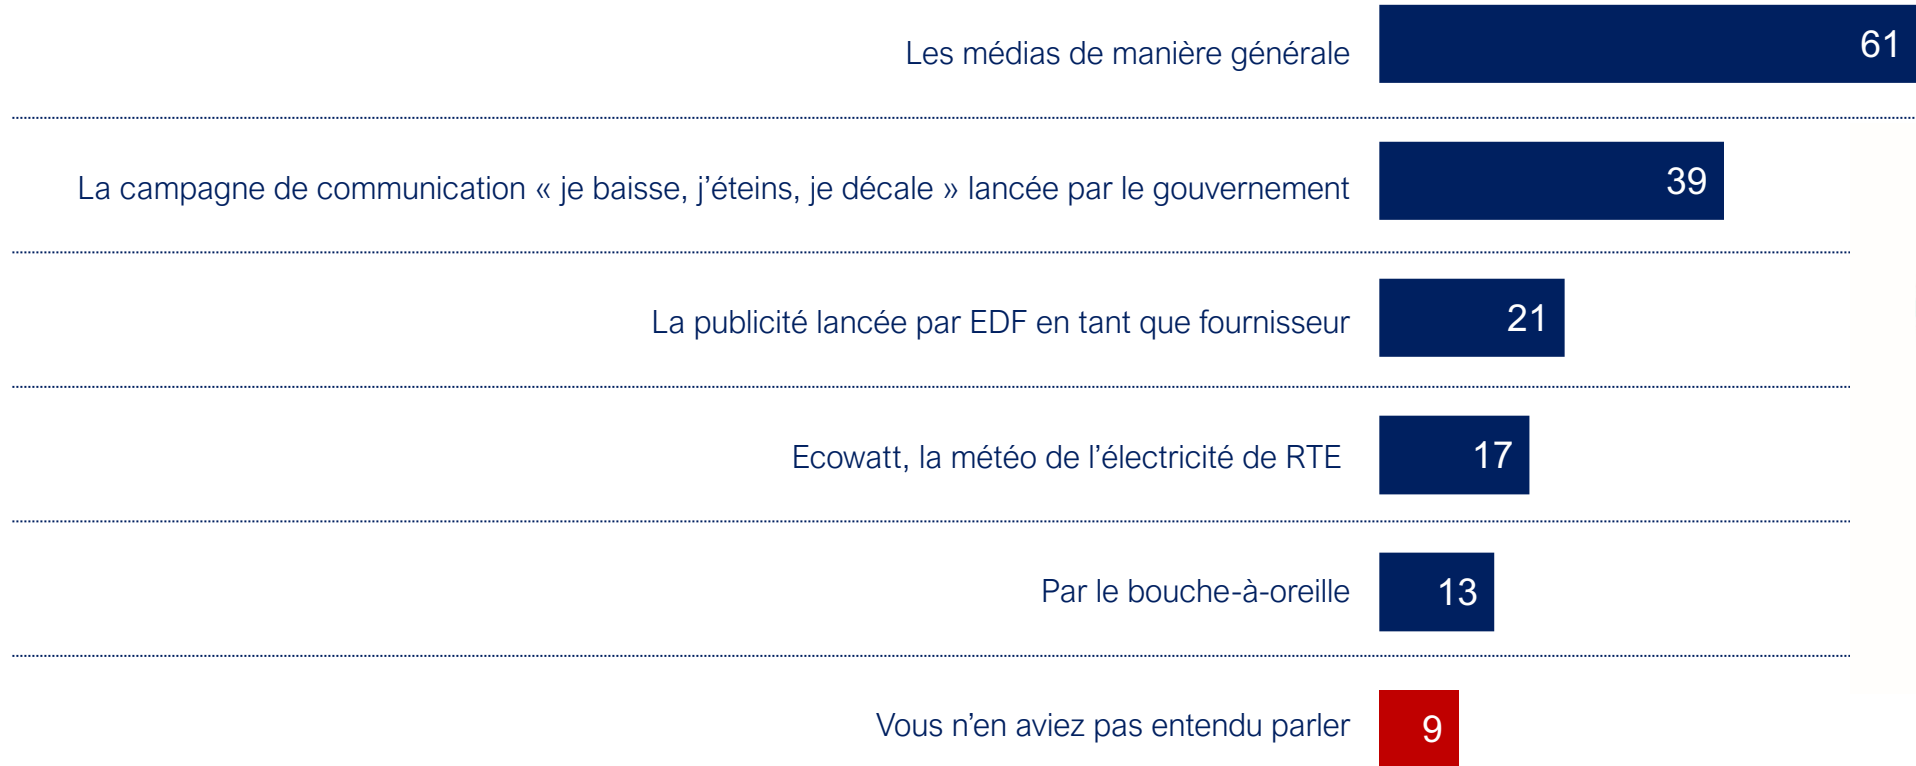 Les médias de manière générale 61
La campagne de communication « je baisse, j’éteins, je décale » lancée par le gouvernement 39
La publicité lancée par EDF en tant que fournisseur 21
Ecowatt, la météo de l’électricité de RTE 17
Par le bouche-à-oreille 13
Vous n’en aviez pas entendu parler 9